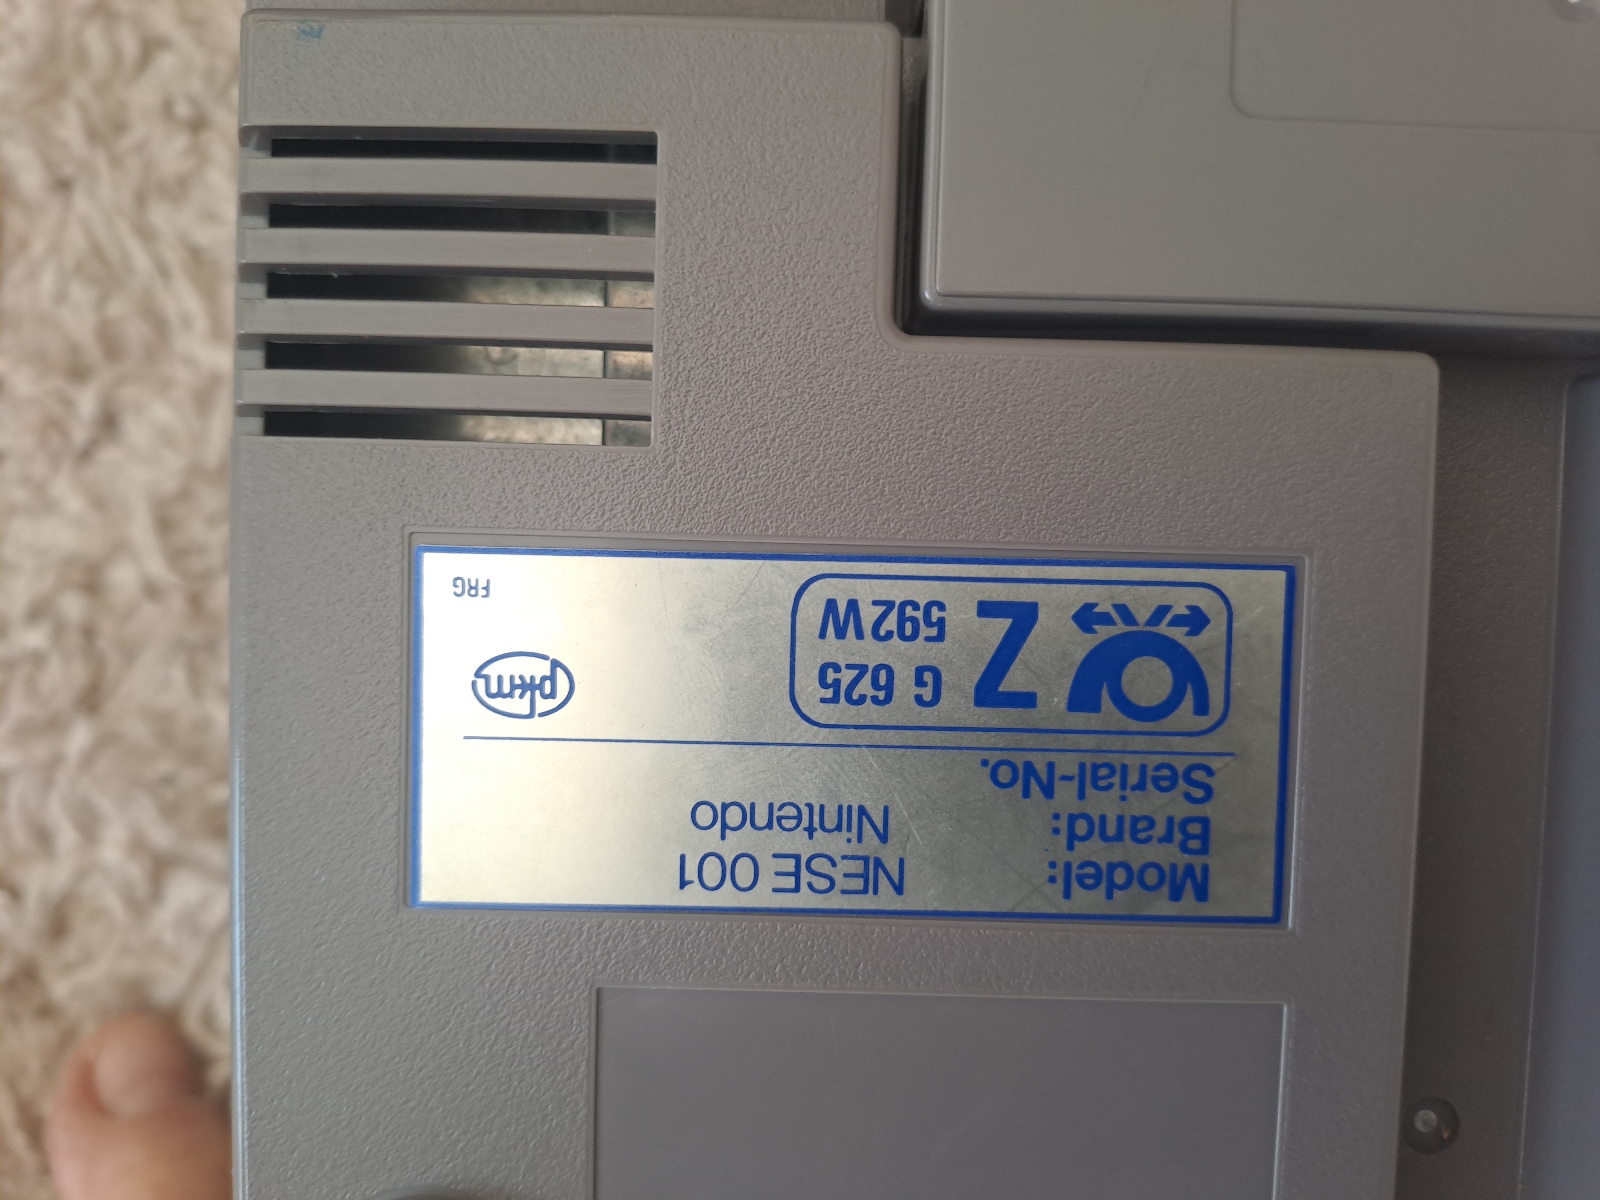 Model: NESE 001
Brand: Nintendo
Serial-No.
Z G 625
592W
pkm
FRG